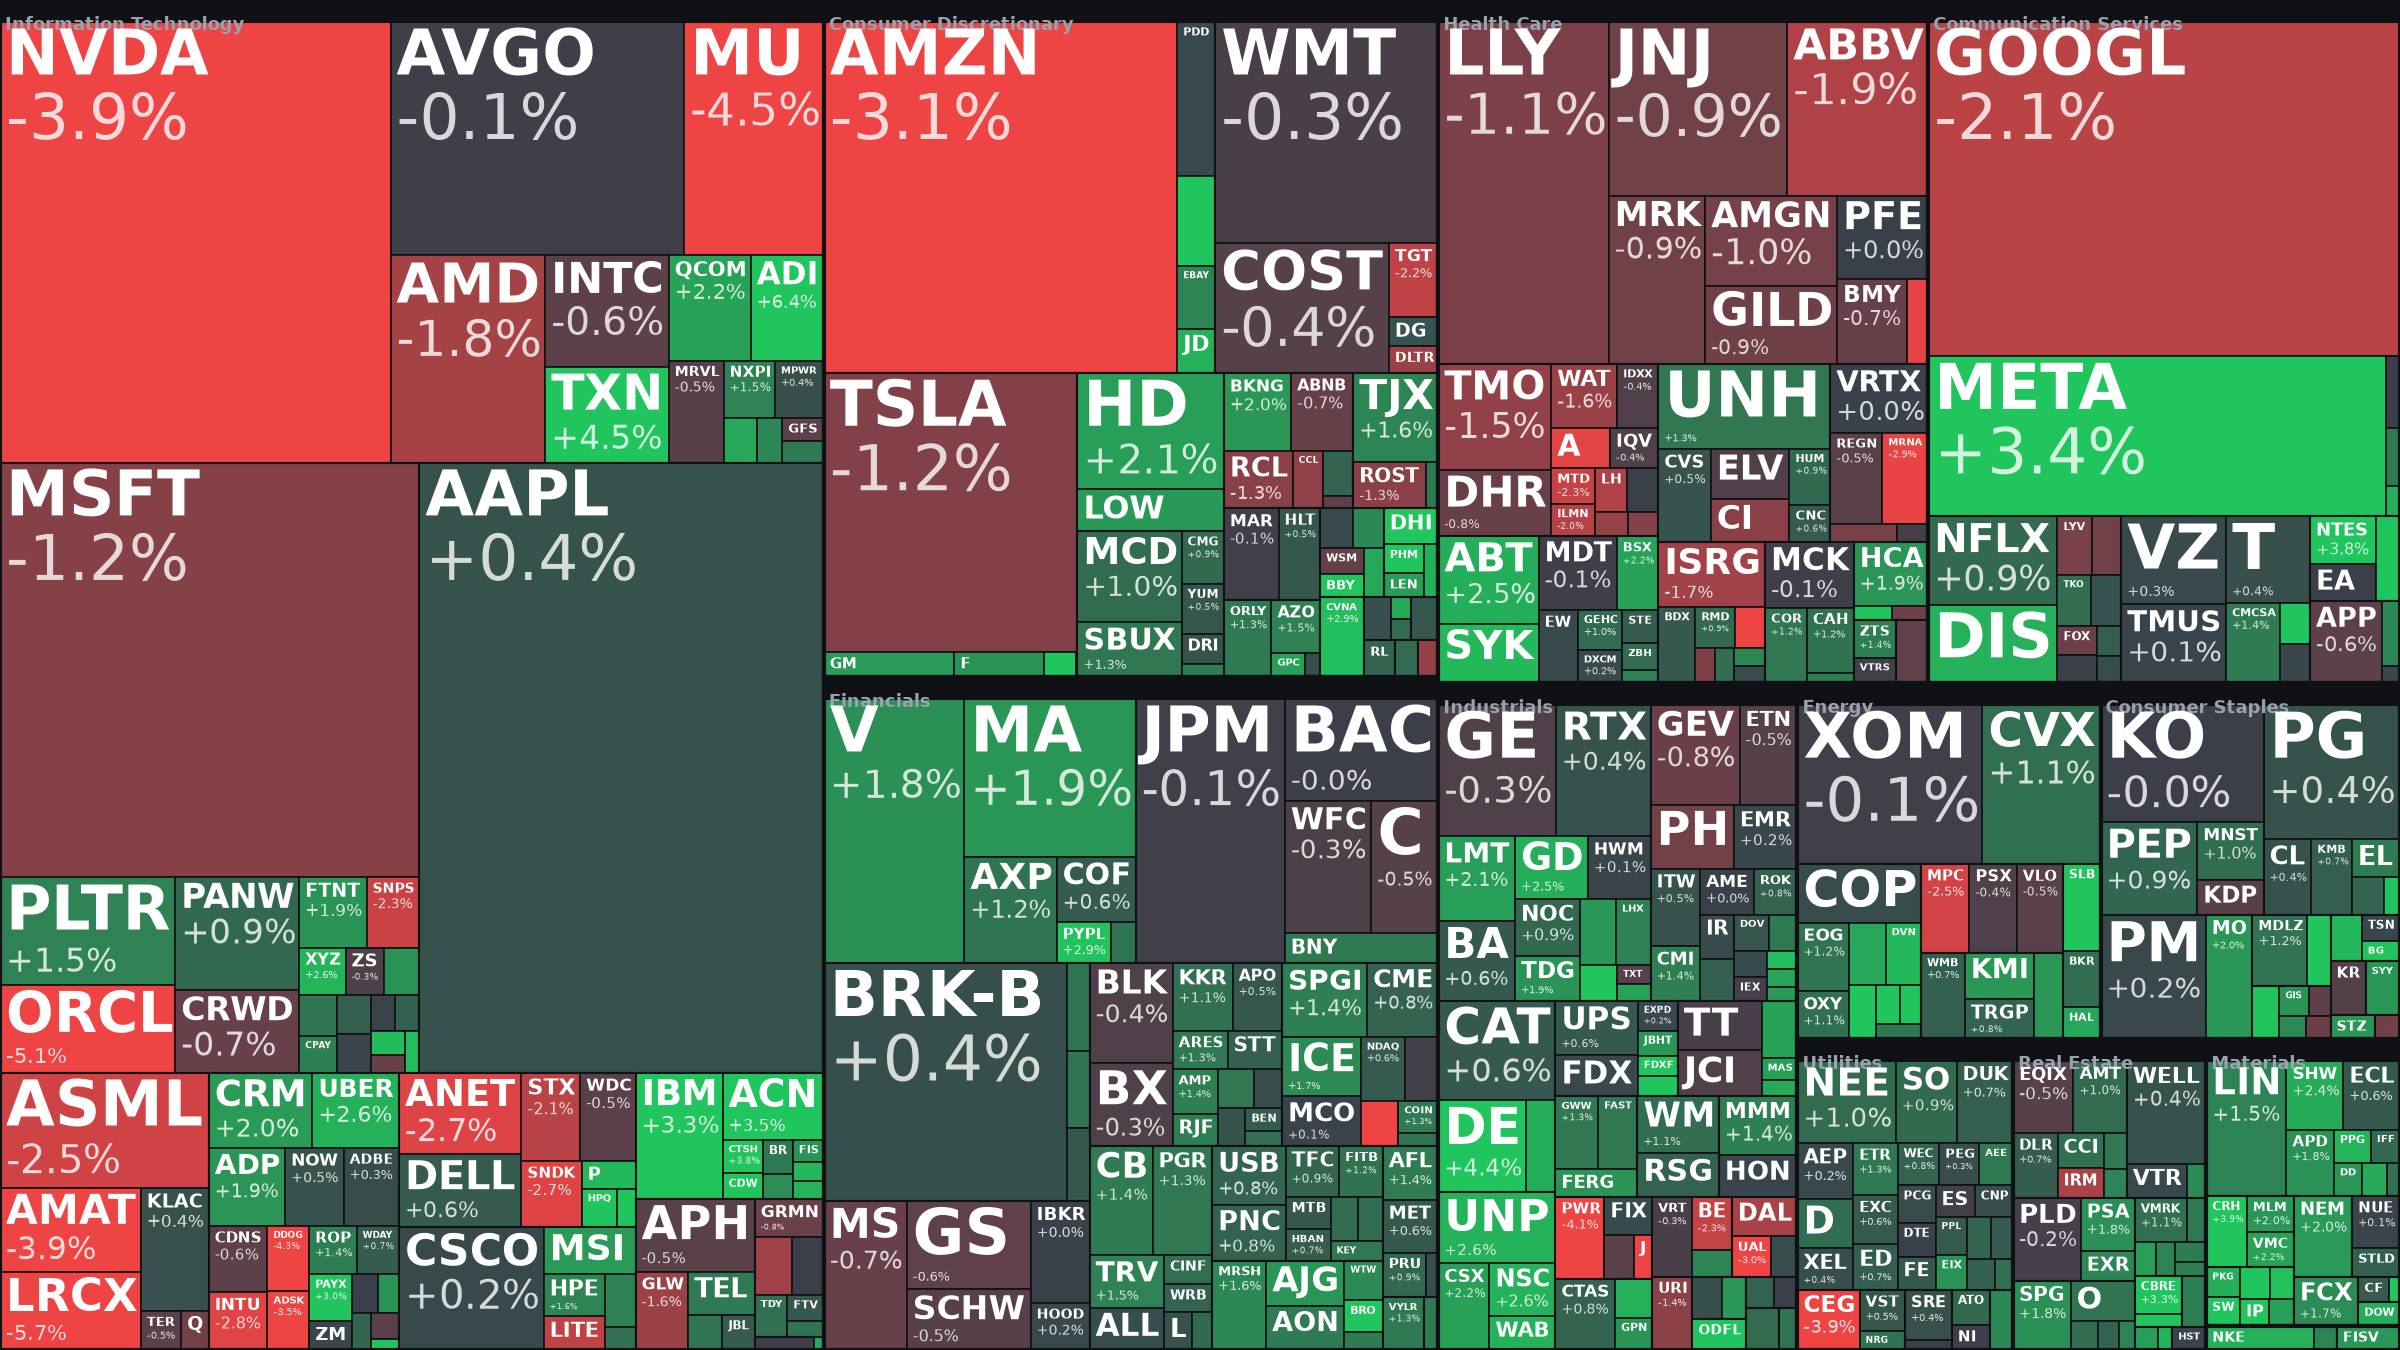 Information Technology
NVDA
-3.9%
AVGO
-0.1%
MU
-4.5%
AMD
-1.8%
INTC
-0.6%
QCOM
+2.2%
ADI
+6.4%
TXN
+4.5%
MRVL
-0.5%
NXPI
+1.5%
MPWR
+0.4%
GFS
MSFT
-1.2%
AAPL
+0.4%
PLTR
+1.5%
PANW
+0.9%
FTNT
+1.9%
SNPS
-2.3%
XYZ
+2.6%
ZS
-0.3%
ORCL
-5.1%
CRWD
-0.7%
CPAY
ASML
-2.5%
CRM
+2.0%
UBER
+2.6%
ANET
-2.7%
STX
-2.1%
WDC
-0.5%
IBM
+3.3%
ACN
+3.5%
ADP
+1.9%
NOW
+0.5%
ADBE
+0.3%
DELL
+0.6%
SNDK
-2.7%
P
HPQ
CTSH
+3.8%
BR
FIS
CDW
AMAT
-3.9%
KLAC
+0.4%
CDNS
-0.6%
DDOG
-4.3%
ROP
+1.4%
WDAY
+0.7%
CSCO
+0.2%
MSI
APH
-0.5%
GRMN
-0.8%
LRCX
-5.7%
TER
-0.5%
Q
INTU
-2.8%
ADSK
-3.5%
PAYX
+3.0%
ZM
HPE
+1.6%
LITE
GLW
-1.6%
TEL
JBL
TDY
FTV
Consumer Discretionary
AMZN
-3.1%
PDD
EBAY
JD
WMT
-0.3%
COST
-0.4%
TGT
-2.2%
DG
DLTR
TSLA
-1.2%
GM
F
HD
+2.1%
LOW
MCD
+1.0%
CMG
+0.9%
YUM
+0.5%
SBUX
+1.3%
DRI
BKNG
+2.0%
ABNB
-0.7%
TJX
+1.6%
RCL
-1.3%
CCL
ROST
-1.3%
MAR
-0.1%
HLT
+0.5%
DHI
WSM
PHM
BBY
LEN
ORLY
+1.3%
AZO
+1.5%
CVNA
+2.9%
GPC
RL
Health Care
LLY
-1.1%
JNJ
-0.9%
ABBV
-1.9%
MRK
-0.9%
AMGN
-1.0%
PFE
+0.0%
GILD
-0.9%
BMY
-0.7%
TMO
-1.5%
WAT
-1.6%
IDXX
-0.4%
A
IQV
-0.4%
DHR
-0.8%
MTD
-2.3%
LH
ILMN
-2.0%
UNH
+1.3%
VRTX
+0.0%
CVS
+0.5%
ELV
HUM
+0.9%
REGN
-0.5%
MRNA
-2.9%
CI
CNC
+0.6%
ABT
+2.5%
MDT
-0.1%
BSX
+2.2%
ISRG
-1.7%
MCK
-0.1%
HCA
+1.9%
SYK
EW
GEHC
+1.0%
STE
DXCM
+0.2%
ZBH
BDX
RMD
+0.9%
COR
+1.2%
CAH
+1.2%
ZTS
+1.4%
VTRS
Communication Services
GOOGL
-2.1%
META
+3.4%
NFLX
+0.9%
LYV
TKO
DIS
FOX
VZ
+0.3%
T
+0.4%
NTES
+3.8%
EA
TMUS
+0.1%
CMCSA
+1.4%
APP
-0.6%
Financials
V
+1.8%
MA
+1.9%
JPM
-0.1%
BAC
-0.0%
WFC
-0.3%
C
-0.5%
AXP
+1.2%
COF
+0.6%
PYPL
+2.9%
BNY
BRK-B
+0.4%
BLK
-0.4%
KKR
+1.1%
APO
+0.5%
SPGI
+1.4%
CME
+0.8%
ARES
+1.3%
STT
ICE
+1.7%
NDAQ
+0.6%
BX
-0.3%
AMP
+1.4%
RJF
BEN
MCO
+0.1%
COIN
+1.3%
CB
+1.4%
PGR
+1.3%
USB
+0.8%
TFC
+0.9%
FITB
+1.2%
AFL
+1.4%
MS
-0.7%
GS
-0.6%
IBKR
+0.0%
PNC
+0.8%
MTB
HBAN
+0.7%
KEY
MET
+0.6%
SCHW
-0.5%
HOOD
+0.2%
TRV
+1.5%
CINF
WRB
MRSH
+1.6%
AJG
WTW
PRU
+0.9%
ALL
L
AON
BRO
VYLR
+1.3%
Industrials
GE
-0.3%
RTX
+0.4%
GEV
-0.8%
ETN
-0.5%
PH
EMR
+0.2%
LMT
+2.1%
GD
+2.5%
HWM
+0.1%
ITW
+0.5%
AME
+0.0%
ROK
+0.8%
BA
+0.6%
NOC
+0.9%
LHX
IR
DOV
TDG
+1.9%
TXT
CMI
+1.4%
IEX
CAT
+0.6%
UPS
+0.6%
EXPD
+0.2%
JBHT
TT
FDX
FDXF
JCI
MAS
DE
+4.4%
GWW
+1.3%
FAST
WM
+1.1%
MMM
+1.4%
FERG
RSG
HON
UNP
+2.6%
PWR
-4.1%
FIX
J
VRT
-0.3%
BE
-2.3%
DAL
UAL
-3.0%
CSX
+2.2%
NSC
+2.6%
WAB
CTAS
+0.8%
GPN
URI
-1.4%
ODFL
Energy
XOM
-0.1%
CVX
+1.1%
COP
MPC
-2.5%
PSX
-0.4%
VLO
-0.5%
SLB
EOG
+1.2%
DVN
WMB
+0.7%
KMI
BKR
OXY
+1.1%
TRGP
+0.8%
HAL
Consumer Staples
KO
-0.0%
PG
+0.4%
PEP
+0.9%
MNST
+1.0%
KDP
CL
+0.4%
KMB
+0.7%
EL
PM
+0.2%
MO
+2.0%
MDLZ
+1.2%
TSN
BG
KR
SYY
GIS
STZ
Utilities
NEE
+1.0%
SO
+0.9%
DUK
+0.7%
AEP
+0.2%
ETR
+1.3%
WEC
+0.8%
PEG
+0.3%
AEE
D
EXC
+0.6%
PCG
ES
CNP
DTE
PPL
XEL
+0.4%
ED
+0.7%
FE
EIX
CEG
-3.9%
VST
+0.5%
NRG
SRE
+0.4%
ATO
NI
Real Estate
EQIX
-0.5%
AMT
+1.0%
WELL
+0.4%
DLR
+0.7%
CCI
IRM
VTR
PLD
-0.2%
PSA
+1.8%
VMRK
+1.1%
EXR
SPG
+1.8%
O
CBRE
+3.3%
HST
Materials
LIN
+1.5%
SHW
+2.4%
ECL
+0.6%
APD
+1.8%
PPG
IFF
DD
CRH
+3.9%
MLM
+2.0%
NEM
+2.0%
NUE
+0.1%
VMC
+2.2%
STLD
PKG
FCX
+1.7%
CF
SW
IP
DOW
NKE
FISV